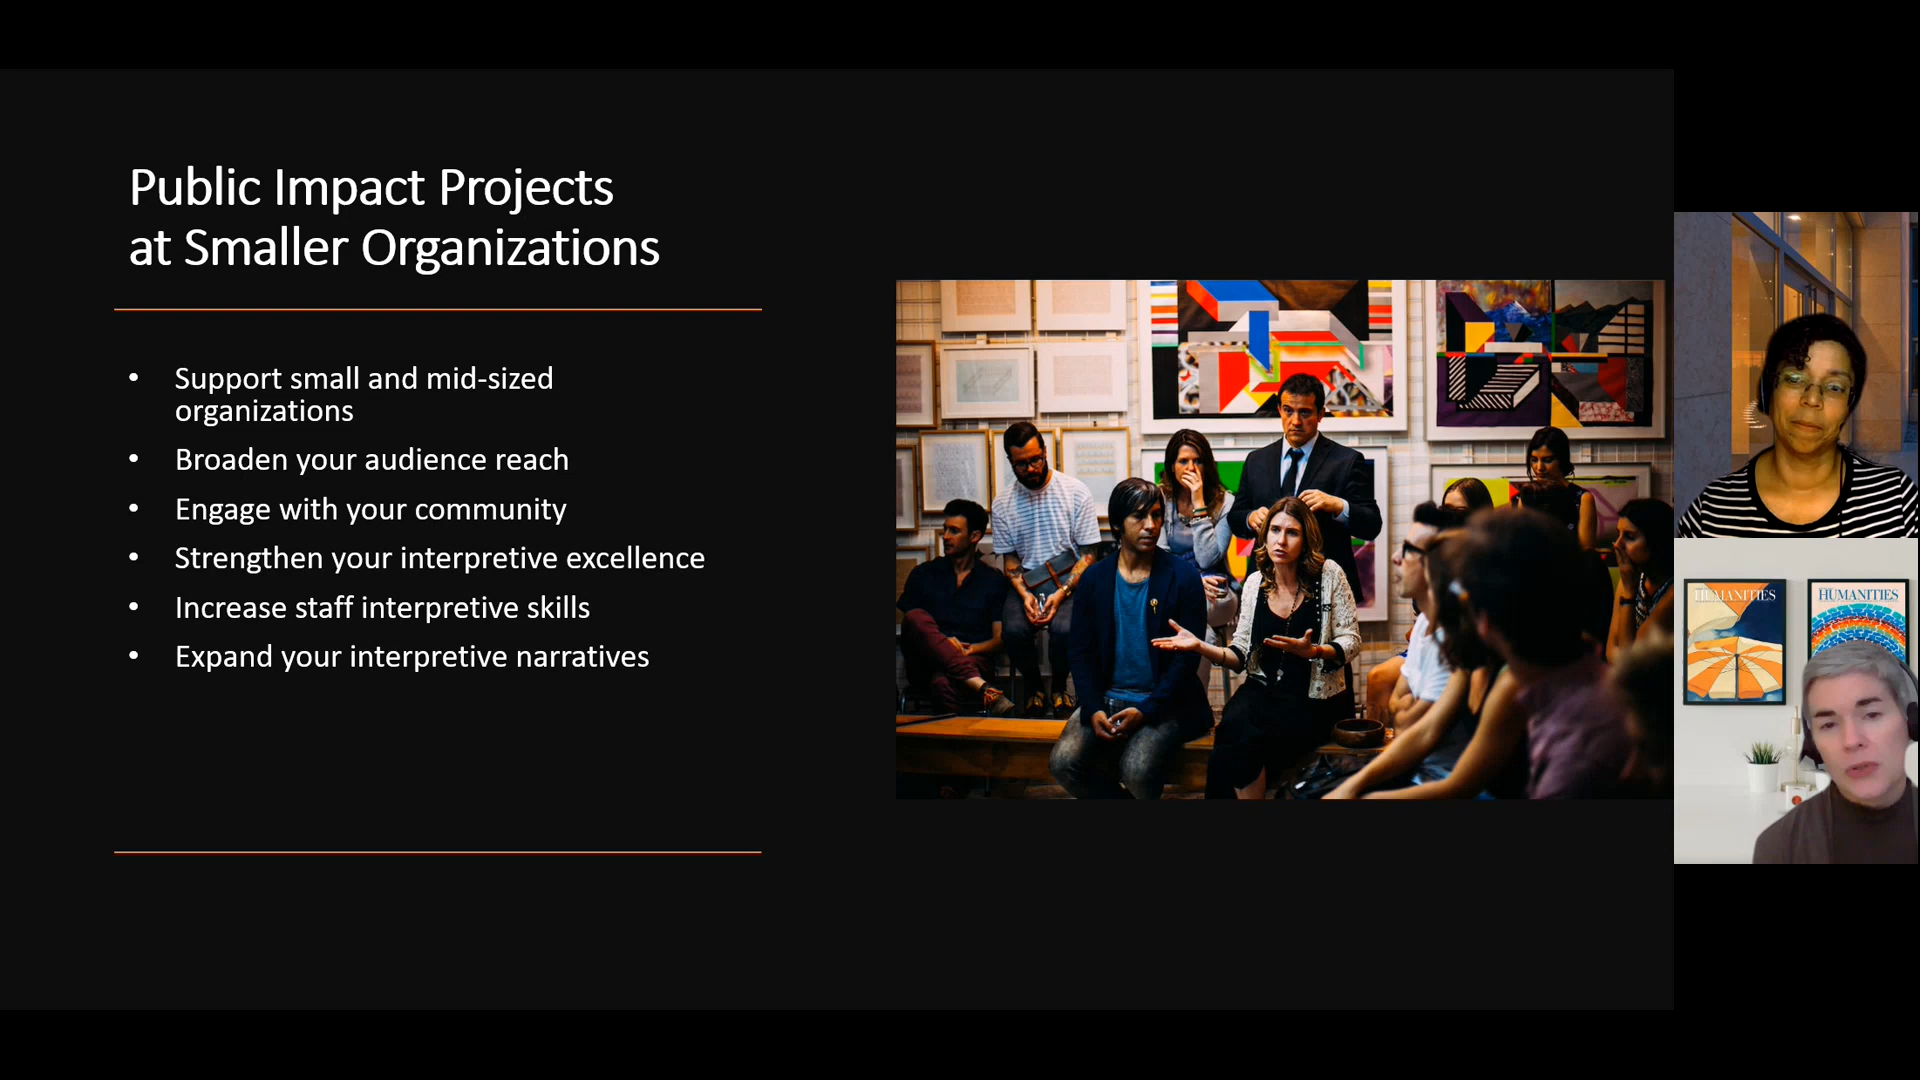 Public Impact Projects
at Smaller Organizations
• Support small and mid-sized
organizations
• Broaden your audience reach
• Engage with your community
• Strengthen your interpretive excellence
• Increase staff interpretive skills
• Expand your interpretive narratives
HUMANITIES
HUMANITIES